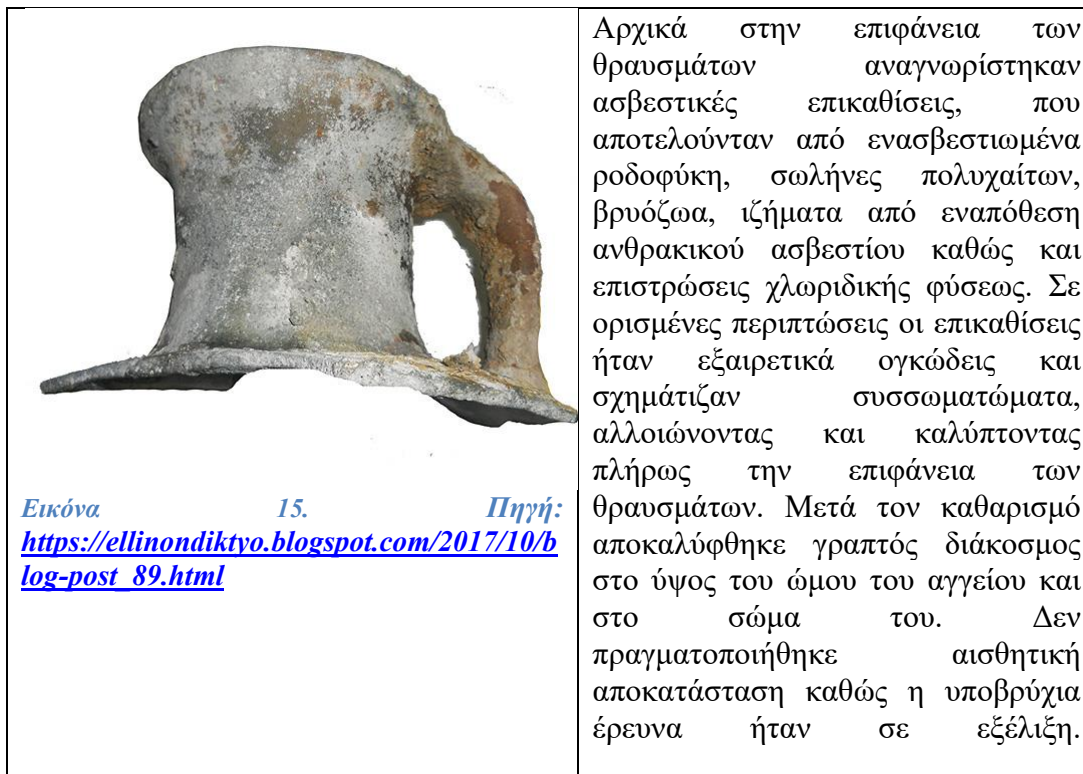 Εικόνα 15. Πηγή:
https://ellinondiktyo.blogspot.com/2017/10/b
log-post_89.html
Αρχικά στην επιφάνεια των
θραυσμάτων αναγνωρίστηκαν
ασβεστικές επικαθίσεις, που
αποτελούνταν από ενασβεστιωμένα
ροδοφύκη, σωλήνες πολυχαίτων,
βρυόζωα, ιζήματα από εναπόθεση
ανθρακικού ασβεστίου καθώς και
επιστρώσεις χλωριδικής φύσεως. Σε
ορισμένες περιπτώσεις οι επικαθίσεις
ήταν εξαιρετικά ογκώδεις και
σχημάτιζαν συσσωματώματα,
αλλοιώνοντας και καλύπτοντας
πλήρως την επιφάνεια των
θραυσμάτων. Μετά τον καθαρισμό
αποκαλύφθηκε γραπτός διάκοσμος
στο ύψος του ώμου του αγγείου και
στο σώμα του. Δεν
πραγματοποιήθηκε αισθητική
αποκατάσταση καθώς η υποβρύχια
έρευνα ήταν σε εξέλιξη.